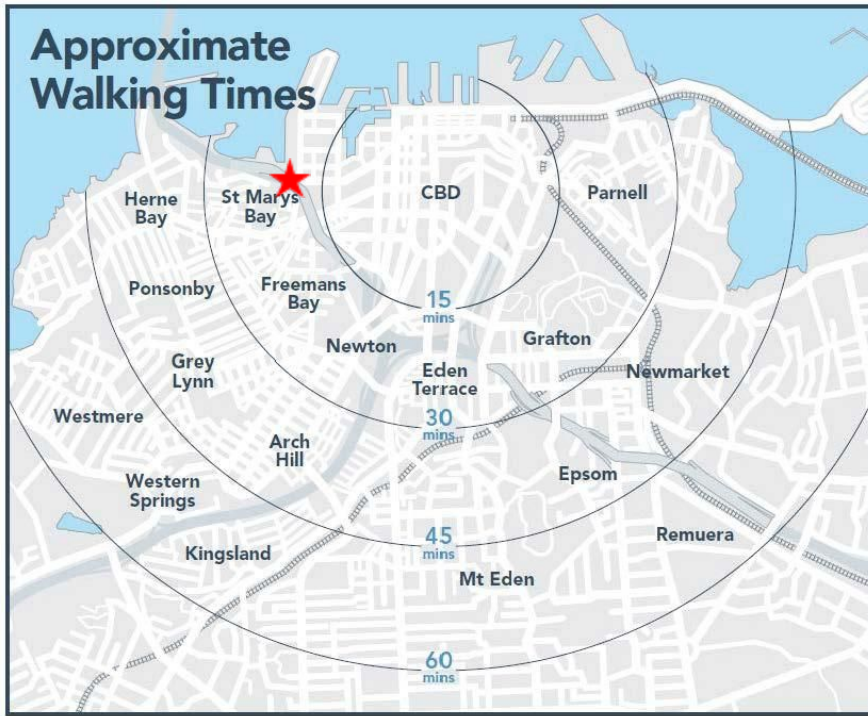 Approximate
Walking Times
Herne
Bay
St Marys
Bay
CBD
Parnell
Ponsonby
Freemans
Bay
15
mins
Newton
Grafton
Grey
Lynn
Eden
Terrace
Newmarket
Westmere
30
mins
Arch
Hill
Western
Springs
Epsom
Kingsland
45
mins
Remuera
Mt Eden
60
mins